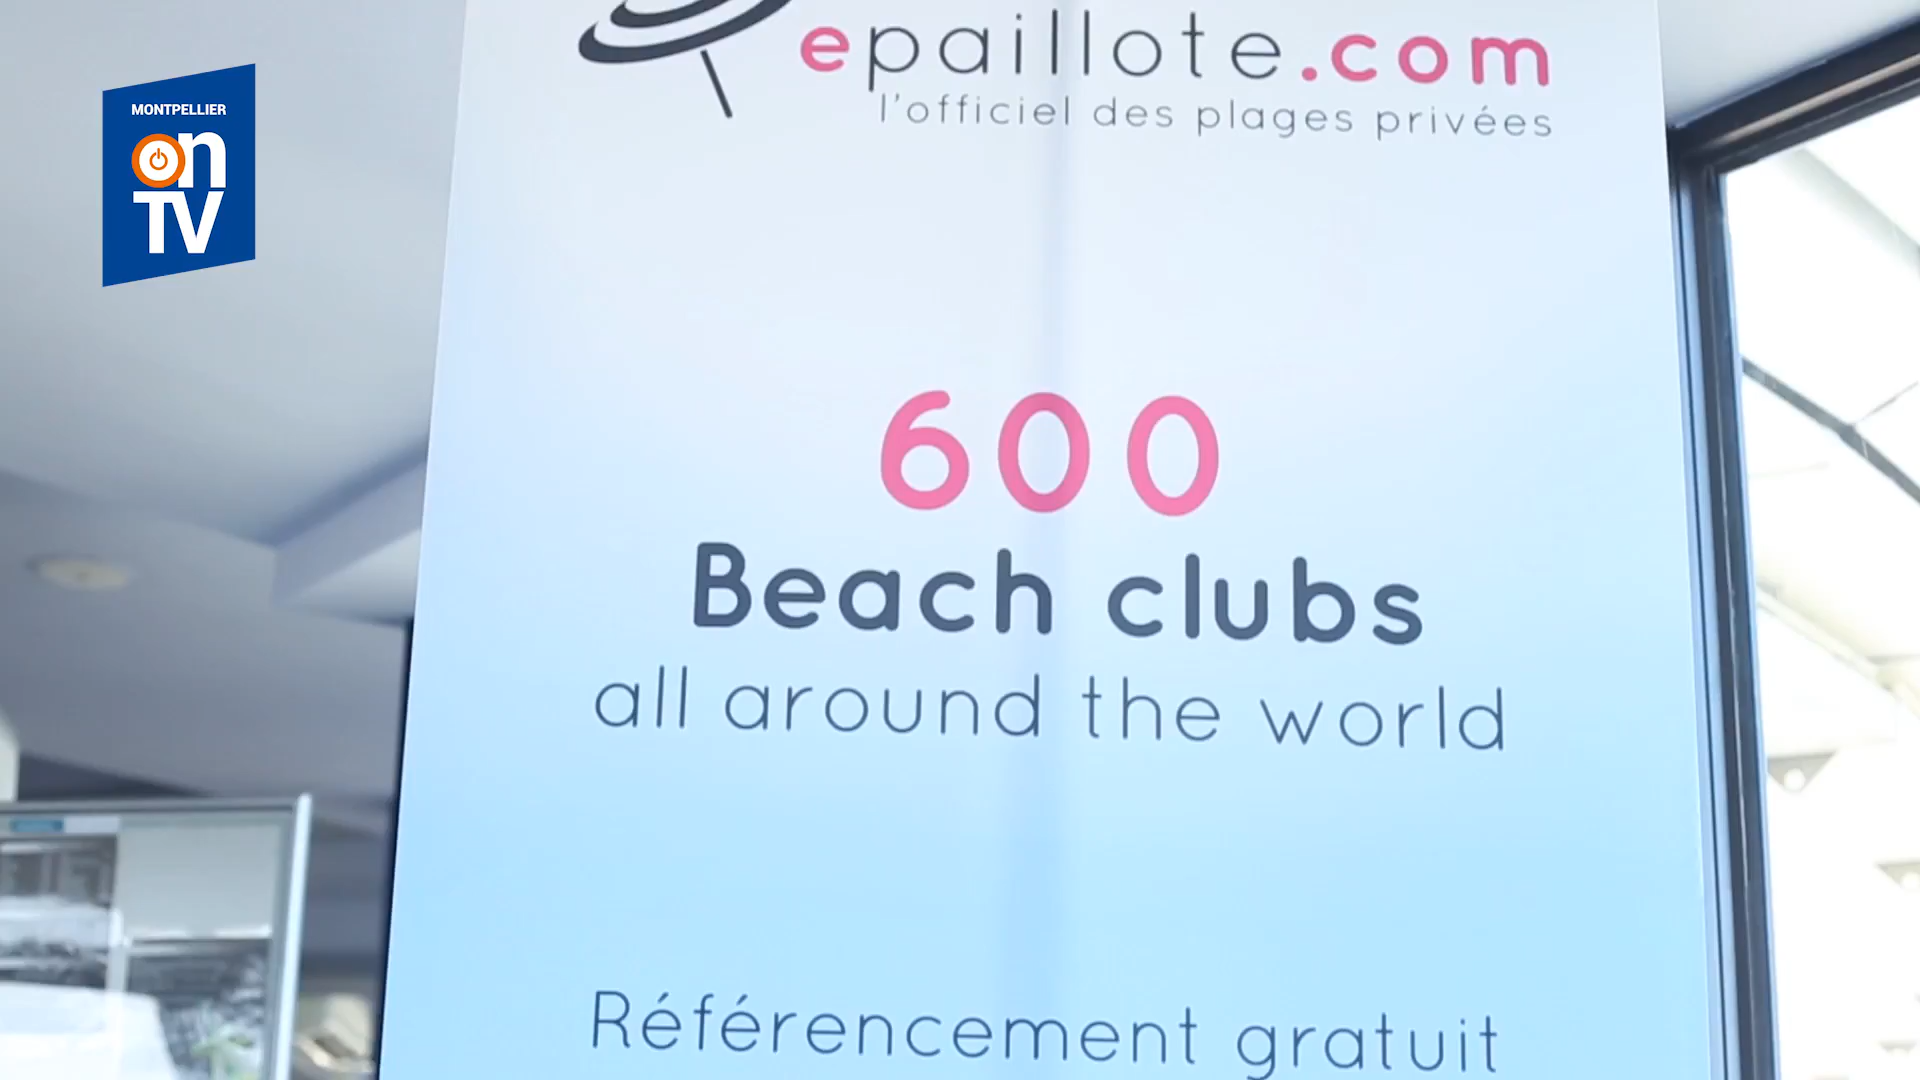 MONTPELLIER
on
TV
epaillote.com
l'officiel des plages privées
600
Beach clubs
all around the world
Référencement gratuit